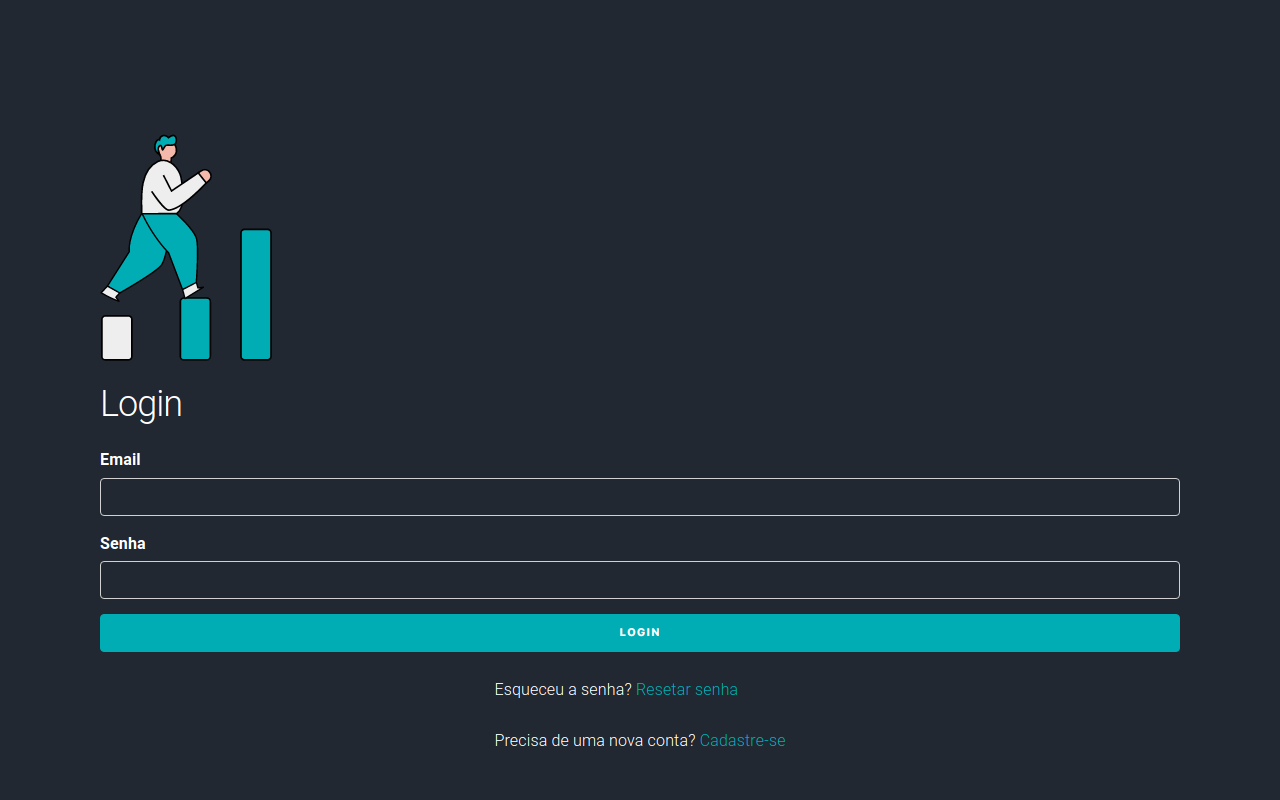 Login
Email
Senha
LOGIN
Esqueceu a senha? Resetar senha
Precisa de uma nova conta? Cadastre-se